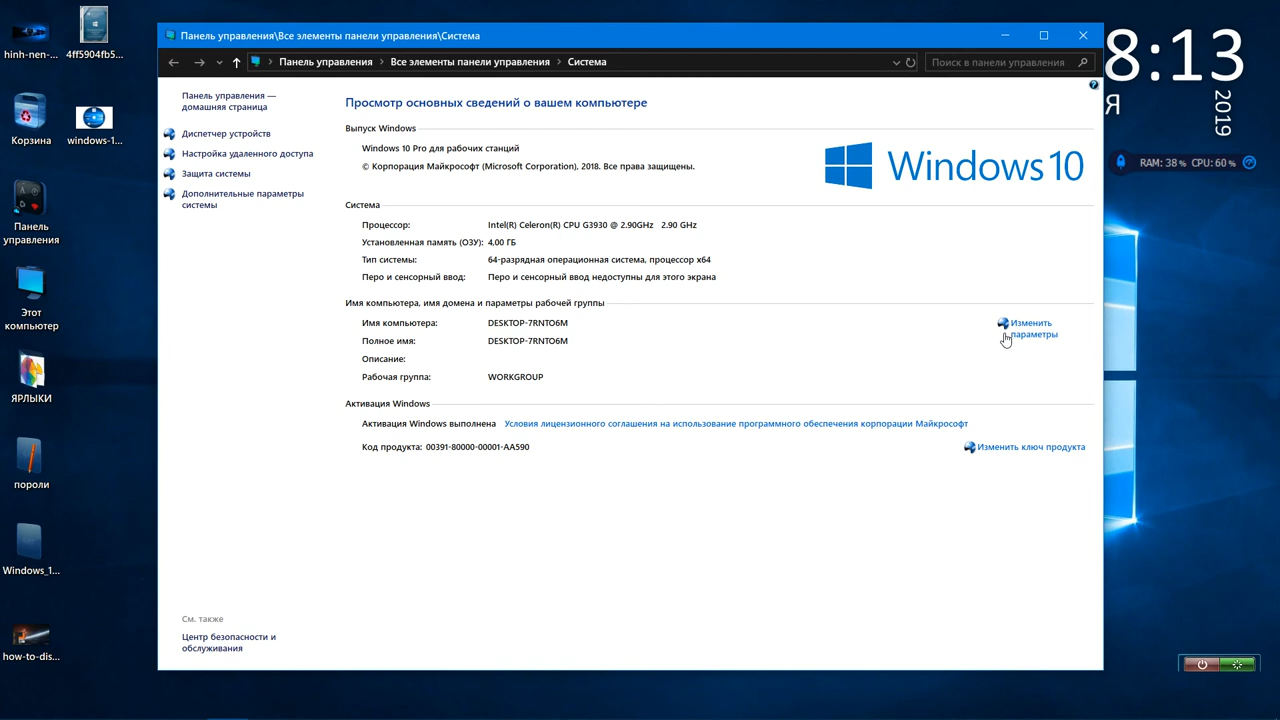 Панель управления\Все элементы панели управления\Система
Панель управления
Все элементы панели управления
Система
Поиск в панели управления
Панель управления —
домашняя страница
Диспетчер устройств
Настройка удаленного доступа
Защита системы
Дополнительные параметры
системы
Просмотр основных сведений о вашем компьютере
Выпуск Windows
Windows 10 Pro для рабочих станций
© Корпорация Майкрософт (Microsoft Corporation), 2018. Все права защищены.
Windows 10
Система
Процессор: Intel(R) Celeron(R) CPU G3930 @ 2.90GHz 2.90 GHz
Установленная память (ОЗУ): 4,00 ГБ
Тип системы: 64-разрядная операционная система, процессор x64
Перо и сенсорный ввод: Перо и сенсорный ввод недоступны для этого экрана
Имя компьютера, имя домена и параметры рабочей группы
Имя компьютера: DESKTOP-7RNTO6M
Изменить
параметры
Полное имя: DESKTOP-7RNTO6M
Описание:
Рабочая группа: WORKGROUP
Активация Windows
Активация Windows выполнена Условия лицензионного соглашения на использование программного обеспечения корпорации Майкрософт
Код продукта: 00391-80000-00001-AA590
Изменить ключ продукта
См. также
Центр безопасности и
обслуживания
hinh-nen-...
4ff5904fb5...
Корзина
windows-1...
Панель
управления
Этот
компьютер
ЯРЛЫКИ
пороли
Windows_1...
how-to-dis...
8:13
Я
2019
RAM: 38 % CPU: 60 %